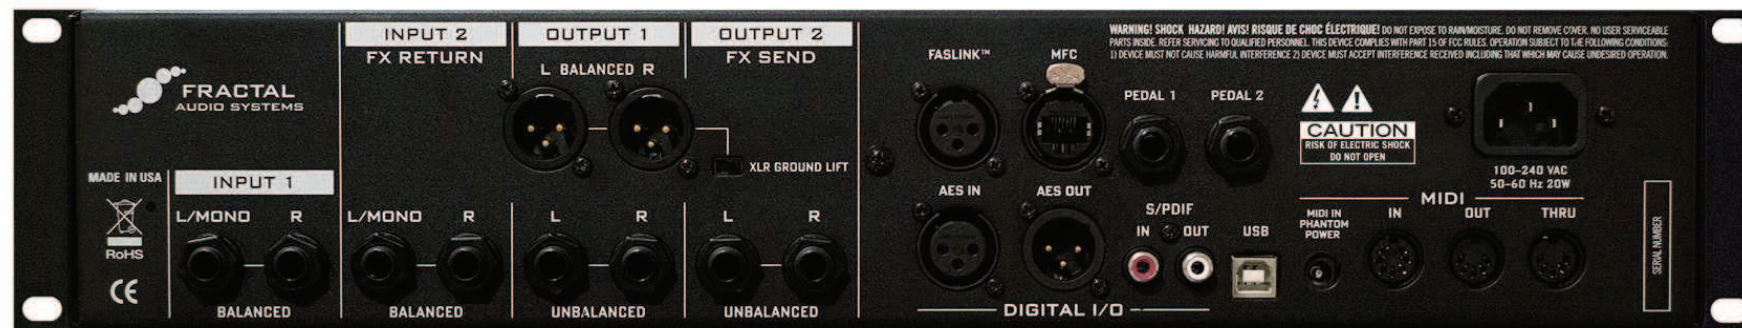 FRACTAL
AUDIO SYSTEMS
MADE IN USA
RoHS
CE
INPUT 1
L/MONO
R
BALANCED
INPUT 2
FX RETURN
L/MONO
R
BALANCED
OUTPUT 1
L BALANCED R
XLR GROUND LIFT
L
R
UNBALANCED
OUTPUT 2
FX SEND
L
R
UNBALANCED
FASLINK™
MFC
PEDAL 1
PEDAL 2
AES IN
AES OUT
S/PDIF
IN
OUT
USB
DIGITAL I/O
WARNING! SHOCK HAZARD! AVIS! RISQUE DE CHOC ÉLECTRIQUE! DO NOT EXPOSE TO RAIN/MOISTURE. DO NOT REMOVE COVER. NO USER SERVICEABLE
PARTS INSIDE. REFER SERVICING TO QUALIFIED PERSONNEL. THIS DEVICE COMPLIES WITH PART 15 OF FCC RULES. OPERATION SUBJECT TO THE FOLLOWING CONDITIONS:
1) DEVICE MUST NOT CAUSE HARMFUL INTERFERENCE 2) DEVICE MUST ACCEPT INTERFERENCE RECEIVED INCLUDING THAT WHICH MAY CAUSE UNDESIRED OPERATION.
CAUTION
RISK OF ELECTRIC SHOCK
DO NOT OPEN
100-240 VAC
50-60 Hz 20W
MIDI
MIDI IN
PHANTOM
POWER
IN
OUT
THRU
SERIAL NUMBER